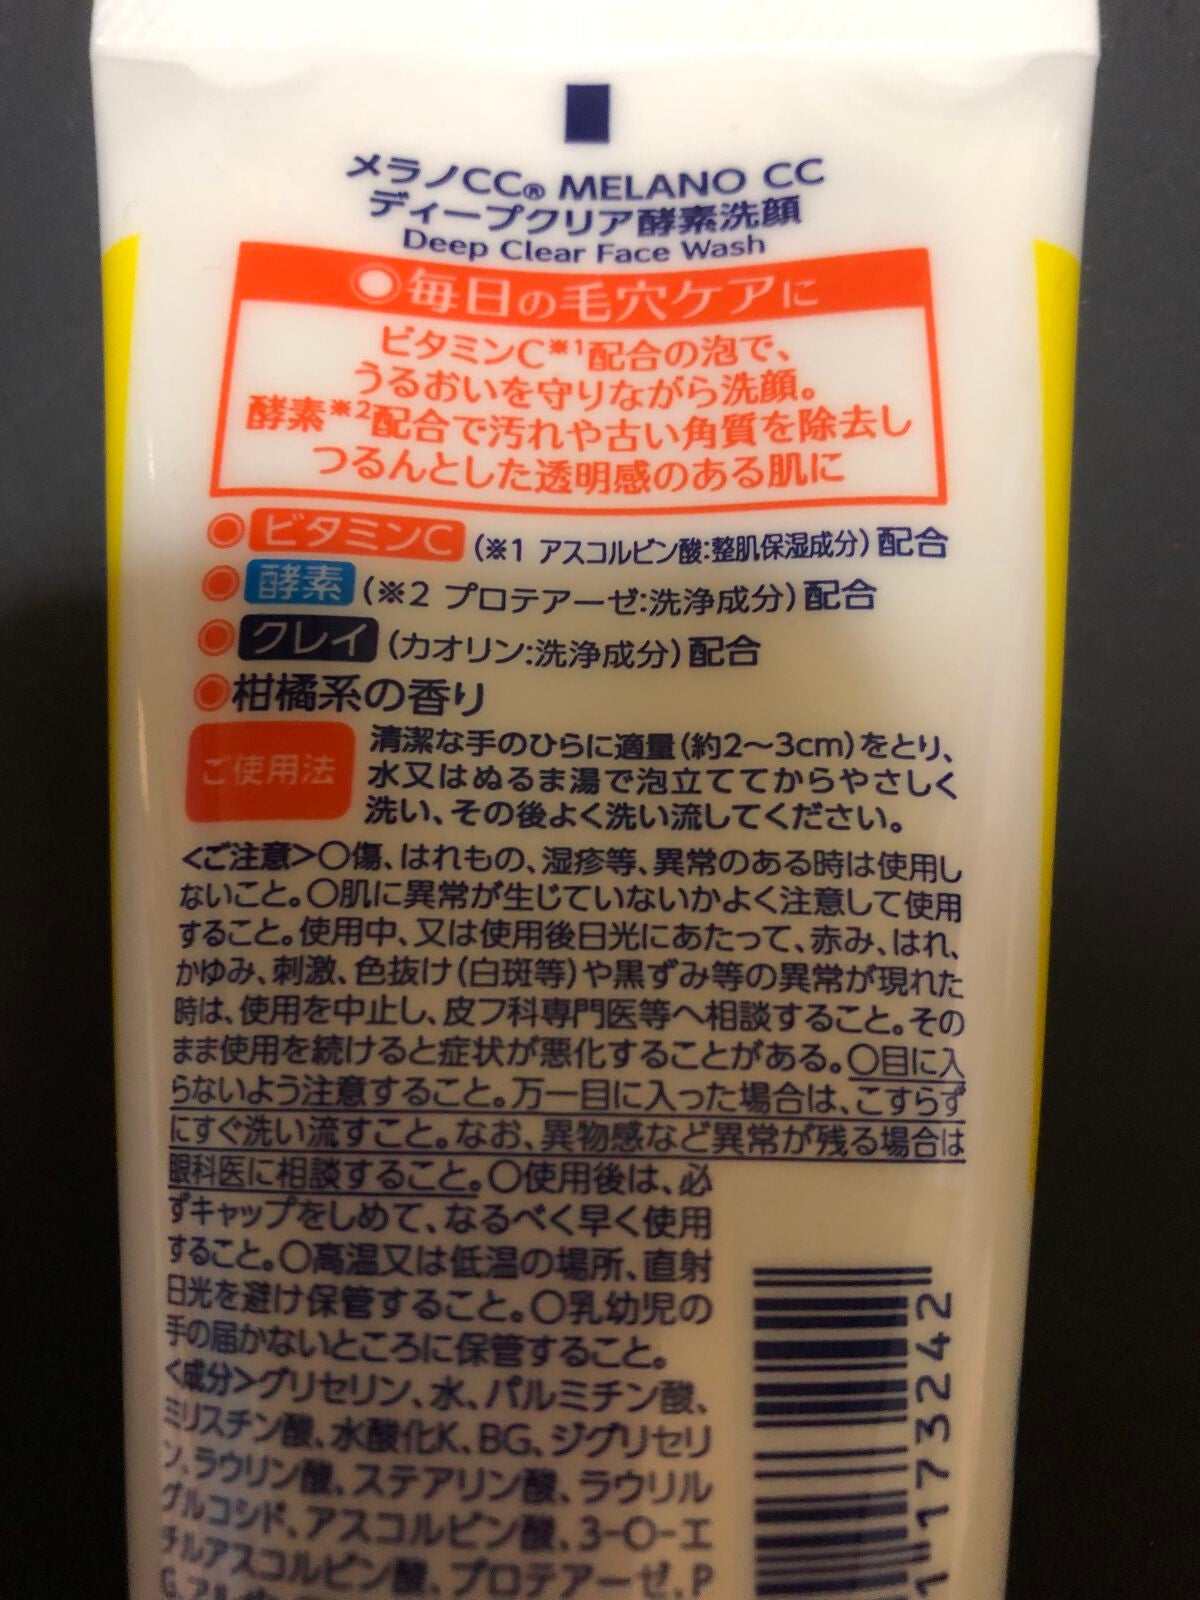 メラノCC® MELANO CC
ディープクリア酵素洗顔
Deep Clear Face Wash
●毎日の毛穴ケアに
ビタミンC※1配合の泡で、
うるおいを守りながら洗顔。
酵素※2配合で汚れや古い角質を除去し
つるんとした透明感のある肌に
◉ビタミンC(※1 アスコルビン酸:整肌保湿成分)配合
◉酵素(※2 プロテアーゼ:洗浄成分)配合
◉クレイ(カオリン:洗浄成分)配合
◉柑橘系の香り
ご使用法
清潔な手のひらに適量(約2〜3cm)をとり、
水又はぬるま湯で泡立ててからやさしく
洗い、その後よく洗い流してください。
<ご注意>〇傷、はれもの、湿疹等、異常のある時は使用し
ないこと。〇肌に異常が生じていないかよく注意して使用
すること。使用中、又は使用後日光にあたって、赤み、はれ、
かゆみ、刺激、色抜け(白斑等)や黒ずみ等の異常が現れた
時は、使用を中止し、皮フ科専門医等へ相談すること。その
まま使用を続けると症状が悪化することがある。〇目に入
らないよう注意すること。万一目に入った場合は、こすらず
にすぐ洗い流すこと。なお、異物感など異常が残る場合は
眼科医に相談すること。〇使用後は、必
ずキャップをしめて、なるべく早く使用
すること。〇高温又は低温の場所、直射
日光を避け保管すること。〇乳幼児の
手の届かないところに保管すること。
<成分>グリセリン、水、パルミチン酸、
ミリスチン酸、水酸化K、BG、ジグリセリ
ン、ラウリン酸、ステアリン酸、ラウリル
グルコシド、アスコルビン酸、3-O-エ
チルアスコルビン酸、プロテアーゼ、P
1173242